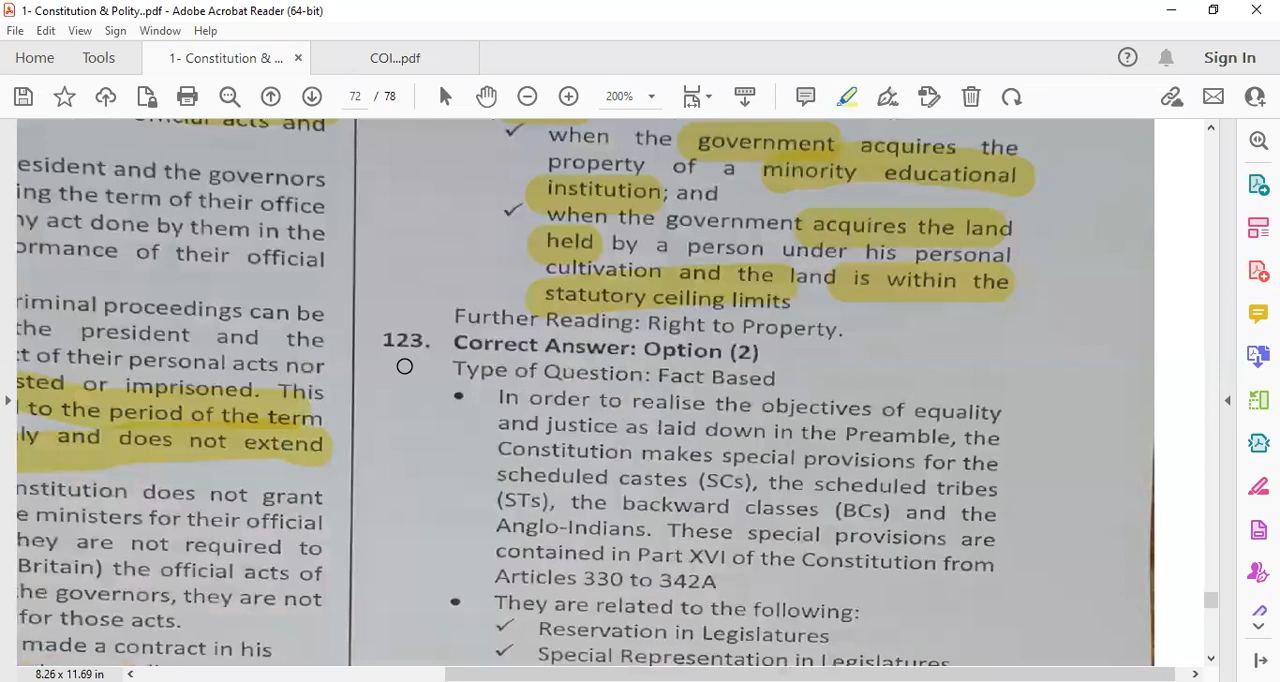 1- Constitution & Polity..pdf - Adobe Acrobat Reader (64-bit)
File Edit View Sign Window Help
Home Tools 1- Constitution & ... × COI...pdf Sign In
72 / 78 200%
official acts and
esident and the governors
ing the term of their office
ny act done by them in the
ormance of their official
riminal proceedings can be
the president and the
ct of their personal acts nor
sted or imprisoned. This
to the period of the term
ly and does not extend
nstitution does not grant
e ministers for their official
hey are not required to
Britain) the official acts of
he governors, they are not
for those acts.
made a contract in his
✓ when the government acquires the
property of a minority educational
institution; and
✓ when the government acquires the land
held by a person under his personal
cultivation and the land is within the
statutory ceiling limits
Further Reading: Right to Property.
123. Correct Answer: Option (2)
Type of Question: Fact Based
• In order to realise the objectives of equality
and justice as laid down in the Preamble, the
Constitution makes special provisions for the
scheduled castes (SCs), the scheduled tribes
(STs), the backward classes (BCs) and the
Anglo-Indians. These special provisions are
contained in Part XVI of the Constitution from
Articles 330 to 342A
• They are related to the following:
✓ Reservation in Legislatures
✓ Special Representation in Legislatures
8.26 x 11.69 in